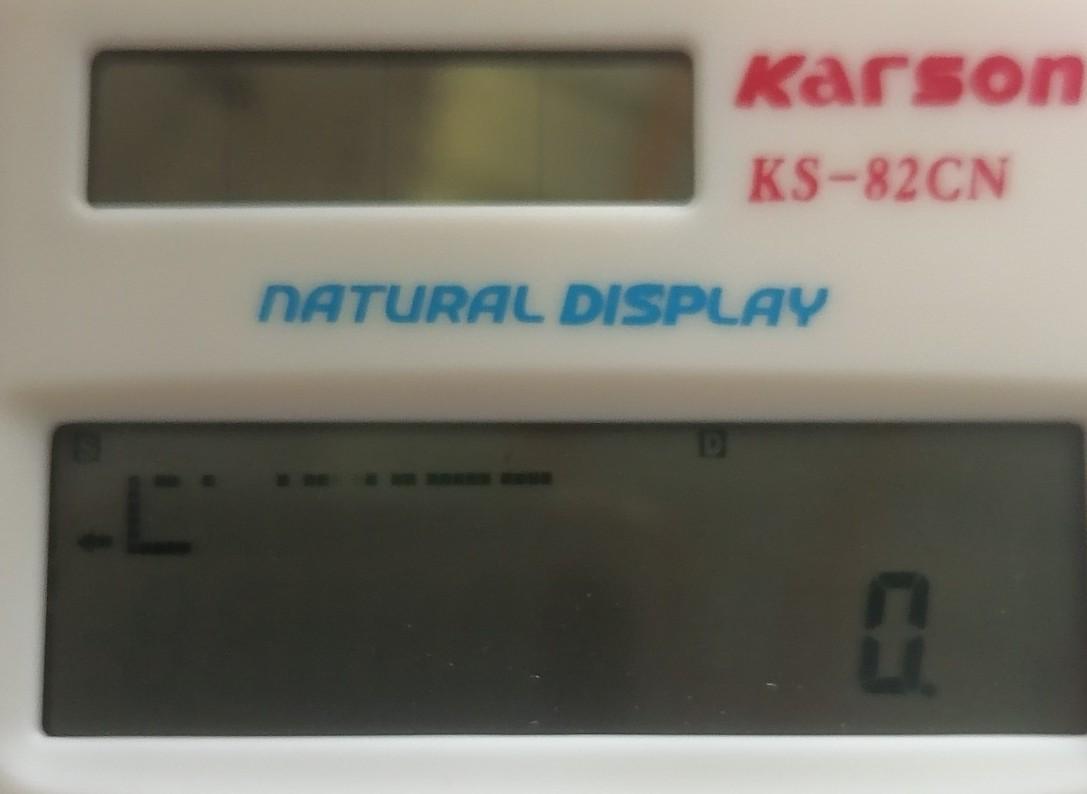 Karson
KS-82CN
NATURAL DISPLAY
S D
L
0.